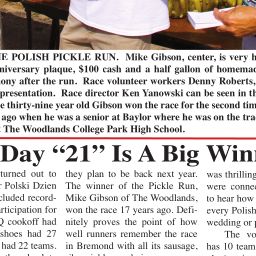 NE POLISH PICKLE RUN. Mike Gibson, center, is very h
niversary plaque, $100 cash and a half gallon of homemad
ony after the run. Race volunteer workers Denny Roberts,
presentation. Race director Ken Yanowski can be seen in th
e thirty-nine year old Gibson won the race for the second tim
ago when he was a senior at Baylor where he was on the trac
t The Woodlands College Park High School.
Day “21” Is A Big Winn
turned out to
r Polski Dzien
cluded record-
articipation for
Q cookoff had
shoes had 27
had 22 teams.
they plan to be back next year.
The winner of the Pickle Run,
Mike Gibson of The Woodlands,
won the race 17 years ago. Defi-
nitely proves the point of how
well runners remember the race
in Bremond with all its sausage,
was thrilling
were connec
to hear how
every Polish
wedding or p
The vo
has 10 team